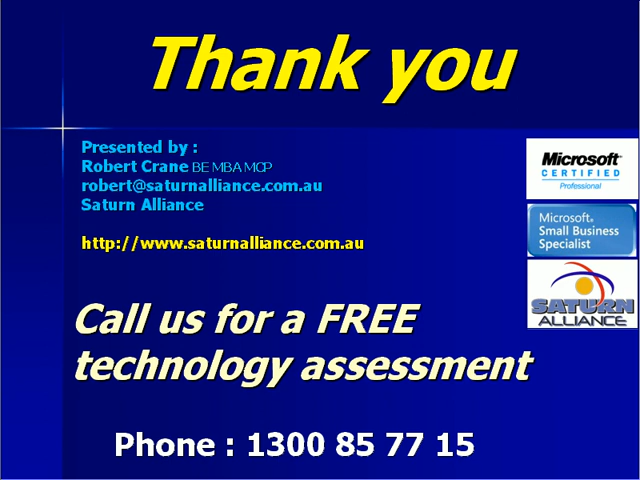 Thank you
Presented by :
Robert Crane BE MBA MCP
robert@saturnalliance.com.au
Saturn Alliance
http://www.saturnalliance.com.au
Microsoft
CERTIFIED
Professional
Microsoft®
Small Business
Specialist
SATURN
ALLIANCE
Call us for a FREE
technology assessment
Phone : 1300 85 77 15